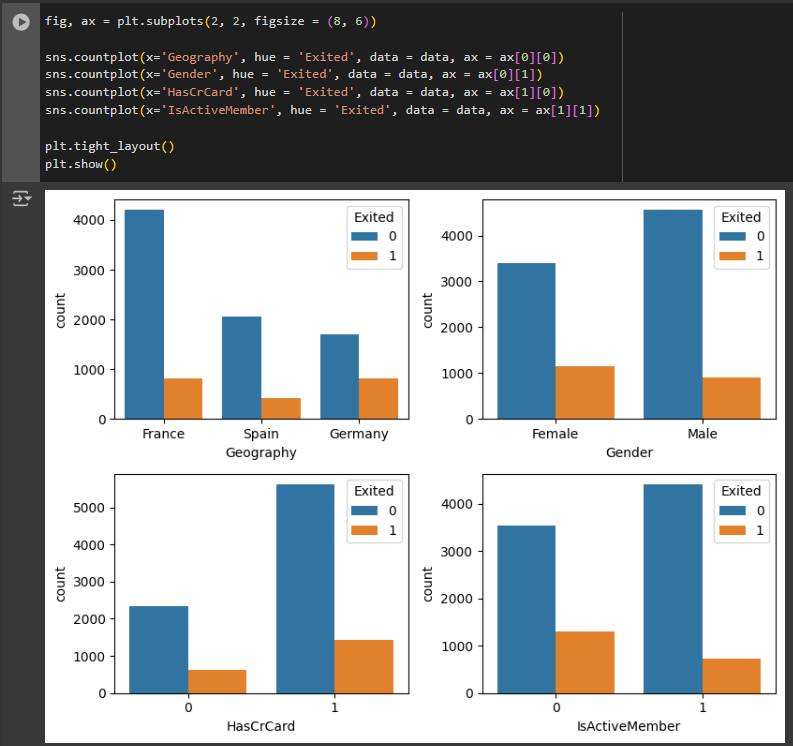 fig, ax = plt.subplots(2, 2, figsize = (8, 6))
sns.countplot(x='Geography', hue = 'Exited', data = data, ax = ax[0][0])
sns.countplot(x='Gender', hue = 'Exited', data = data, ax = ax[0][1])
sns.countplot(x='HasCrCard', hue = 'Exited', data = data, ax = ax[1][0])
sns.countplot(x='IsActiveMember', hue = 'Exited', data = data, ax = ax[1][1])
plt.tight_layout()
plt.show()
4000
3000
2000
1000
0
count
France Spain Germany
Geography
Exited
0
1
4000
3000
2000
1000
0
count
Female Male
Gender
Exited
0
1
5000
4000
3000
2000
1000
0
count
0 1
HasCrCard
Exited
0
1
4000
3000
2000
1000
0
count
0 1
IsActiveMember
Exited
0
1